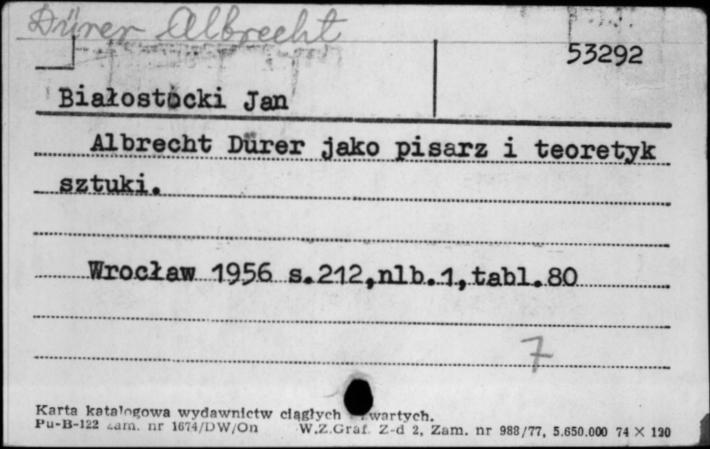 Dürer Albrecht
53292
Białostocki Jan
Albrecht Dürer jako pisarz i teoretyk
sztuki.
Wrocław 1956 s.212,nlb.1,tabl.80
7
Karta katalogowa wydawnictw ciągłych wartych.
Pu-B-122 zam. nr 1674/DW/On W.Z.Graf. Z-d 2, Zam. nr 988/77, 5.650.000 74 X 120